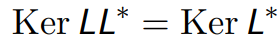 Ker LL* = Ker L*